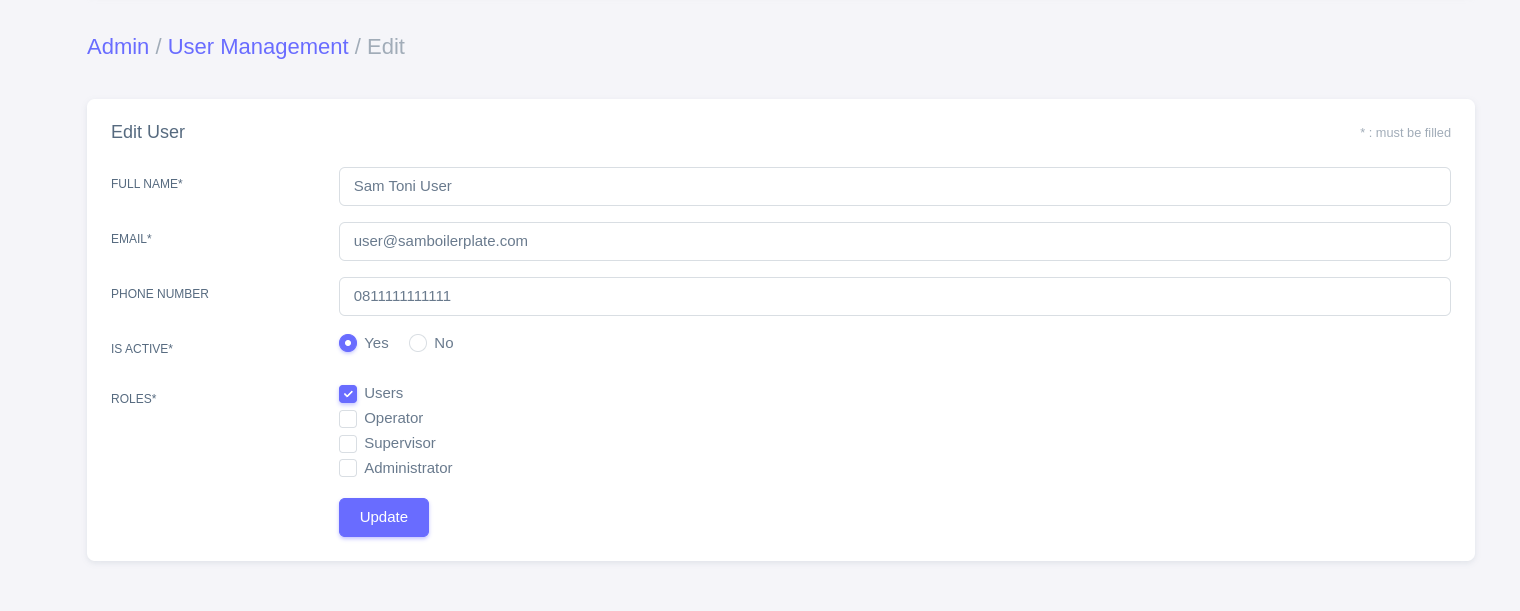 Admin / User Management / Edit
Edit User
* : must be filled
FULL NAME*
Sam Toni User
EMAIL*
user@samboilerplate.com
PHONE NUMBER
0811111111111
IS ACTIVE*
Yes No
ROLES*
Users
Operator
Supervisor
Administrator
Update